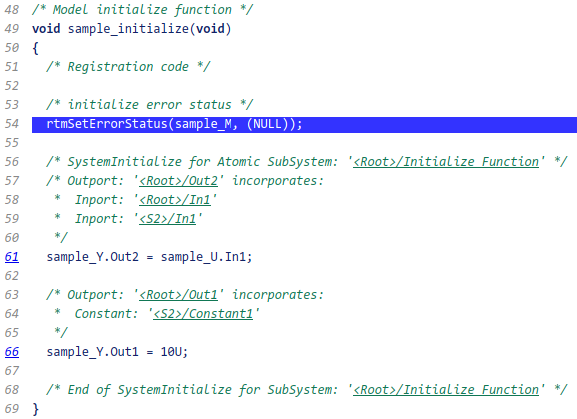 48 /* Model initialize function */
49 void sample_initialize(void)
50 {
51 /* Registration code */
52
53 /* initialize error status */
54 rtmSetErrorStatus(sample_M, (NULL));
55
56 /* SystemInitialize for Atomic SubSystem: '<Root>/Initialize Function' */
57 /* Outport: '<Root>/Out2' incorporates:
58 * Inport: '<Root>/In1'
59 * Inport: '<S2>/In1'
60 */
61 sample_Y.Out2 = sample_U.In1;
62
63 /* Outport: '<Root>/Out1' incorporates:
64 * Constant: '<S2>/Constant1'
65 */
66 sample_Y.Out1 = 10U;
67
68 /* End of SystemInitialize for SubSystem: '<Root>/Initialize Function' */
69 }